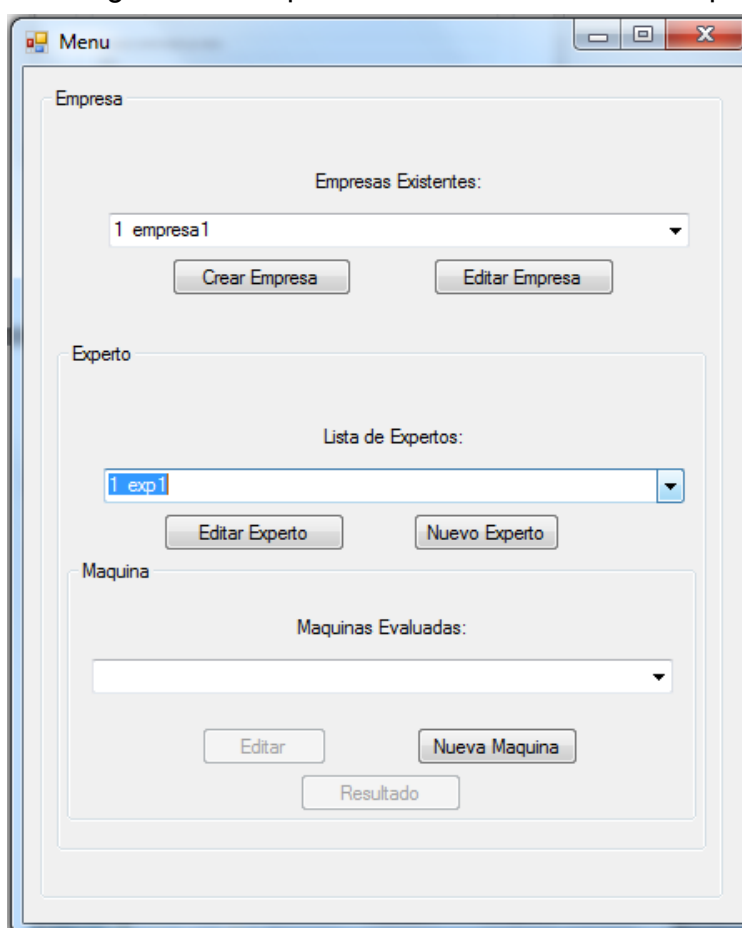 Menu
Empresa
Empresas Existentes:
1 empresa1
Crear Empresa Editar Empresa
Experto
Lista de Expertos:
1 exp1
Editar Experto Nuevo Experto
Maquina
Maquinas Evaluadas:
Editar Nueva Maquina
Resultado